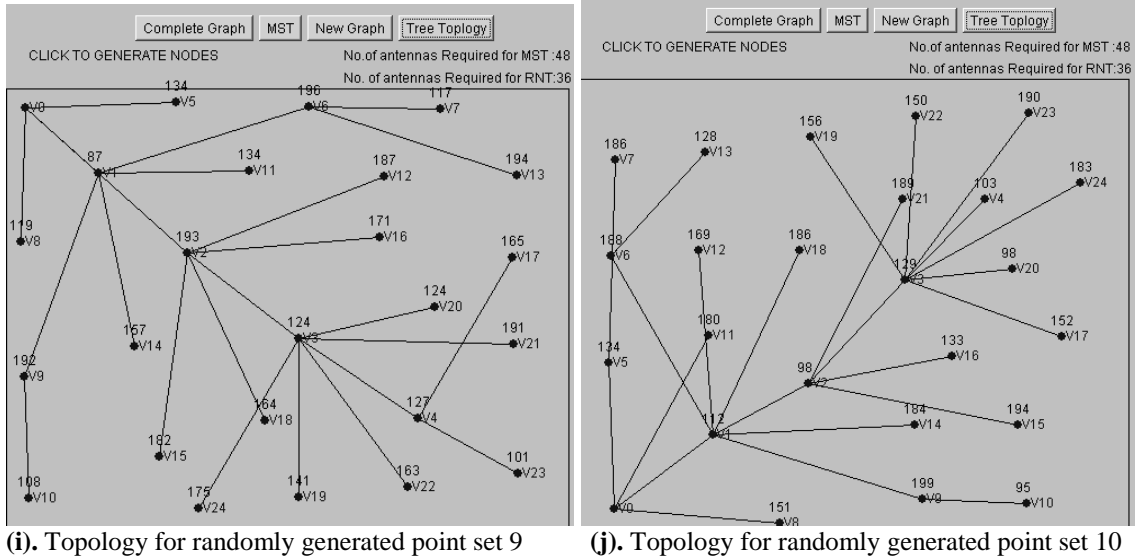 Complete Graph MST New Graph Tree Toplogy
CLICK TO GENERATE NODES
No.of antennas Required for MST :48
No. of antennas Required for RNT:36
V0
134
V5
196
V6
117
V7
87
V1
134
V11
187
V12
194
V13
119
V8
193
V2
171
V16
165
V17
124
V20
124
V3
191
V21
157
V14
192
V9
164
V18
127
V4
182
V15
101
V23
163
V22
141
V19
175
V24
108
V10
(i). Topology for randomly generated point set 9
Complete Graph MST New Graph Tree Toplogy
CLICK TO GENERATE NODES
No.of antennas Required for MST :48
No. of antennas Required for RNT:36
186
V7
128
V13
156
V19
150
V22
190
V23
183
V24
189
V21
103
V4
188
V6
169
V12
186
V18
129
V3
98
V20
180
V11
152
V17
134
V5
133
V16
98
V2
112
V1
184
V14
194
V15
199
V9
95
V10
V0
151
V8
(j). Topology for randomly generated point set 10